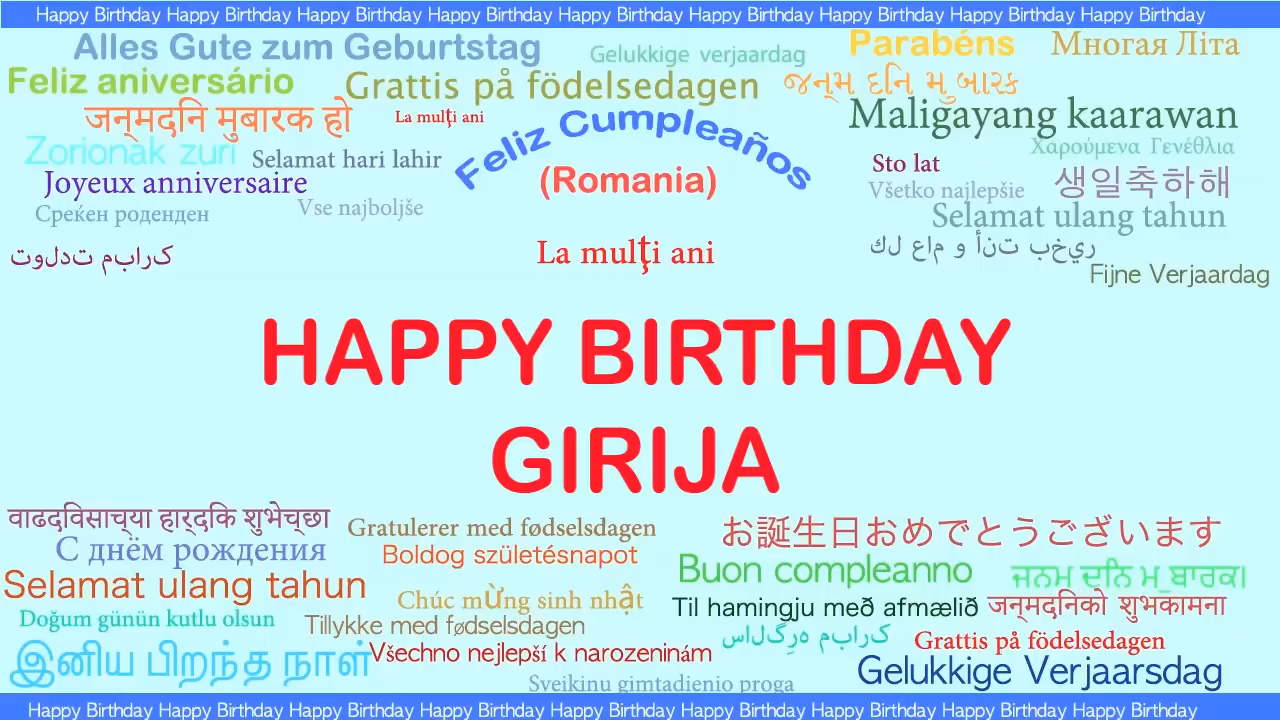 Happy Birthday Happy Birthday Happy Birthday Happy Birthday Happy Birthday Happy Birthday Happy Birthday Happy Birthday Happy Birthday
Alles Gute zum Geburtstag
Gelukkige verjaardag
Parabéns
Многая Літа
Feliz aniversário
Grattis på födelsedagen
જન્મ દિન મુબારક
जन्मदिन मुबारक हो
La mulţi ani
Feliz Cumpleaños
Maligayang kaarawan
Zorionak zuri
Selamat hari lahir
(Romania)
Sto lat
Χαρούμενα Γενέθλια
Joyeux anniversaire
Všetko najlepšie
생일축하해
Среќен роденден
Vse najboljše
Selamat ulang tahun
تولدت مبارک
La mulţi ani
كل عام و أنت بخير
Fijne Verjaardag
HAPPY BIRTHDAY
GIRIJA
वाढदिवसाच्या हार्दिक शुभेच्छा
Gratulerer med fødselsdagen
お誕生日おめでとうございます
С днём рождения
Boldog születésnapot
Buon compleanno
ਜਨਮ ਦਿਨ ਮੁਬਾਰਕ।
Selamat ulang tahun
Chúc mừng sinh nhật
Til hamingju með afmælið
जन्मदिनको शुभकामना
Doğum günün kutlu olsun
Tillykke med fødselsdagen
سالگرہ مبارک
Grattis på födelsedagen
இனிய பிறந்த நாள்
Všechno nejlepší k narozeninám
Gelukkige Verjaarsdag
Sveikinu gimtadienio proga
Happy Birthday Happy Birthday Happy Birthday Happy Birthday Happy Birthday Happy Birthday Happy Birthday Happy Birthday Happy Birthday